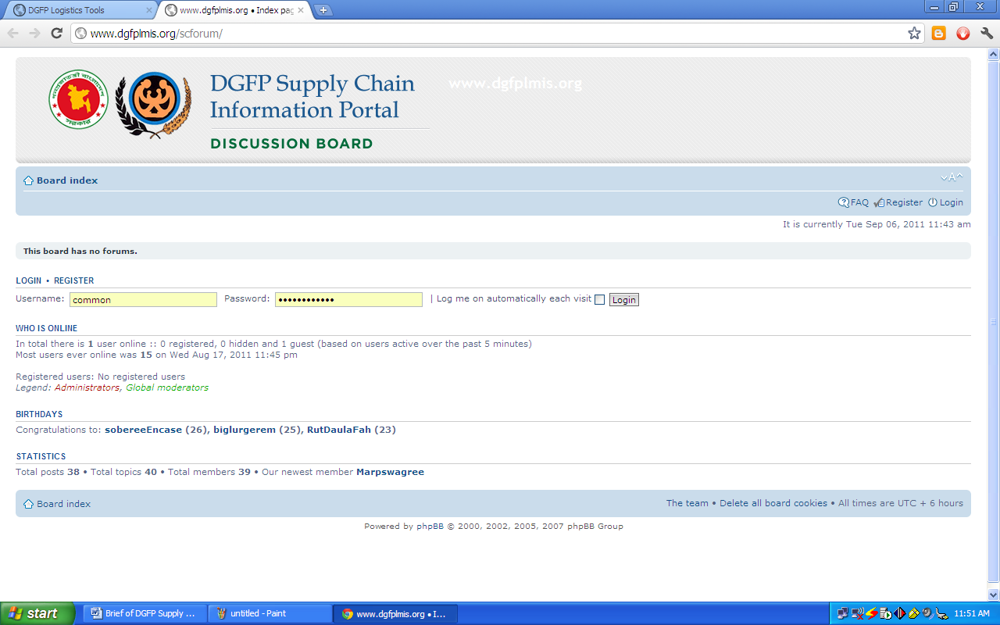 DGFP Logistics Tools
www.dgfplmis.org • Index pag
www.dgfplmis.org/scforum/
DGFP Supply Chain
Information Portal
www.dgfplmis.org
DISCUSSION BOARD
Board index
FAQ Register Login
It is currently Tue Sep 06, 2011 11:43 am
This board has no forums.
LOGIN • REGISTER
Username: common Password: •••••••••••• | Log me on automatically each visit Login
WHO IS ONLINE
In total there is 1 user online :: 0 registered, 0 hidden and 1 guest (based on users active over the past 5 minutes)
Most users ever online was 15 on Wed Aug 17, 2011 11:45 pm
Registered users: No registered users
Legend: Administrators, Global moderators
BIRTHDAYS
Congratulations to: sobereeEncase (26), biglurgerem (25), RutDaulaFah (23)
STATISTICS
Total posts 38 • Total topics 40 • Total members 39 • Our newest member Marpswagree
Board index
The team • Delete all board cookies • All times are UTC + 6 hours
Powered by phpBB © 2000, 2002, 2005, 2007 phpBB Group
start
Brief of DGFP Supply ...
untitled - Paint
www.dgfplmis.org • I...
11:51 AM